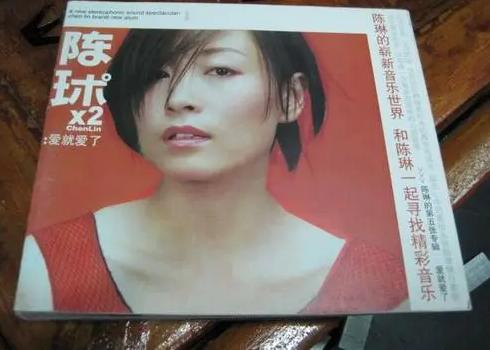 a new stereophonic sound spectacular:
chen lin brand new album
陈
琳
x2
ChenLin
:爱就爱了
陈琳的崭新音乐世界 和陈琳一起寻找精彩音乐
陈琳的第五张专辑 爱就爱了